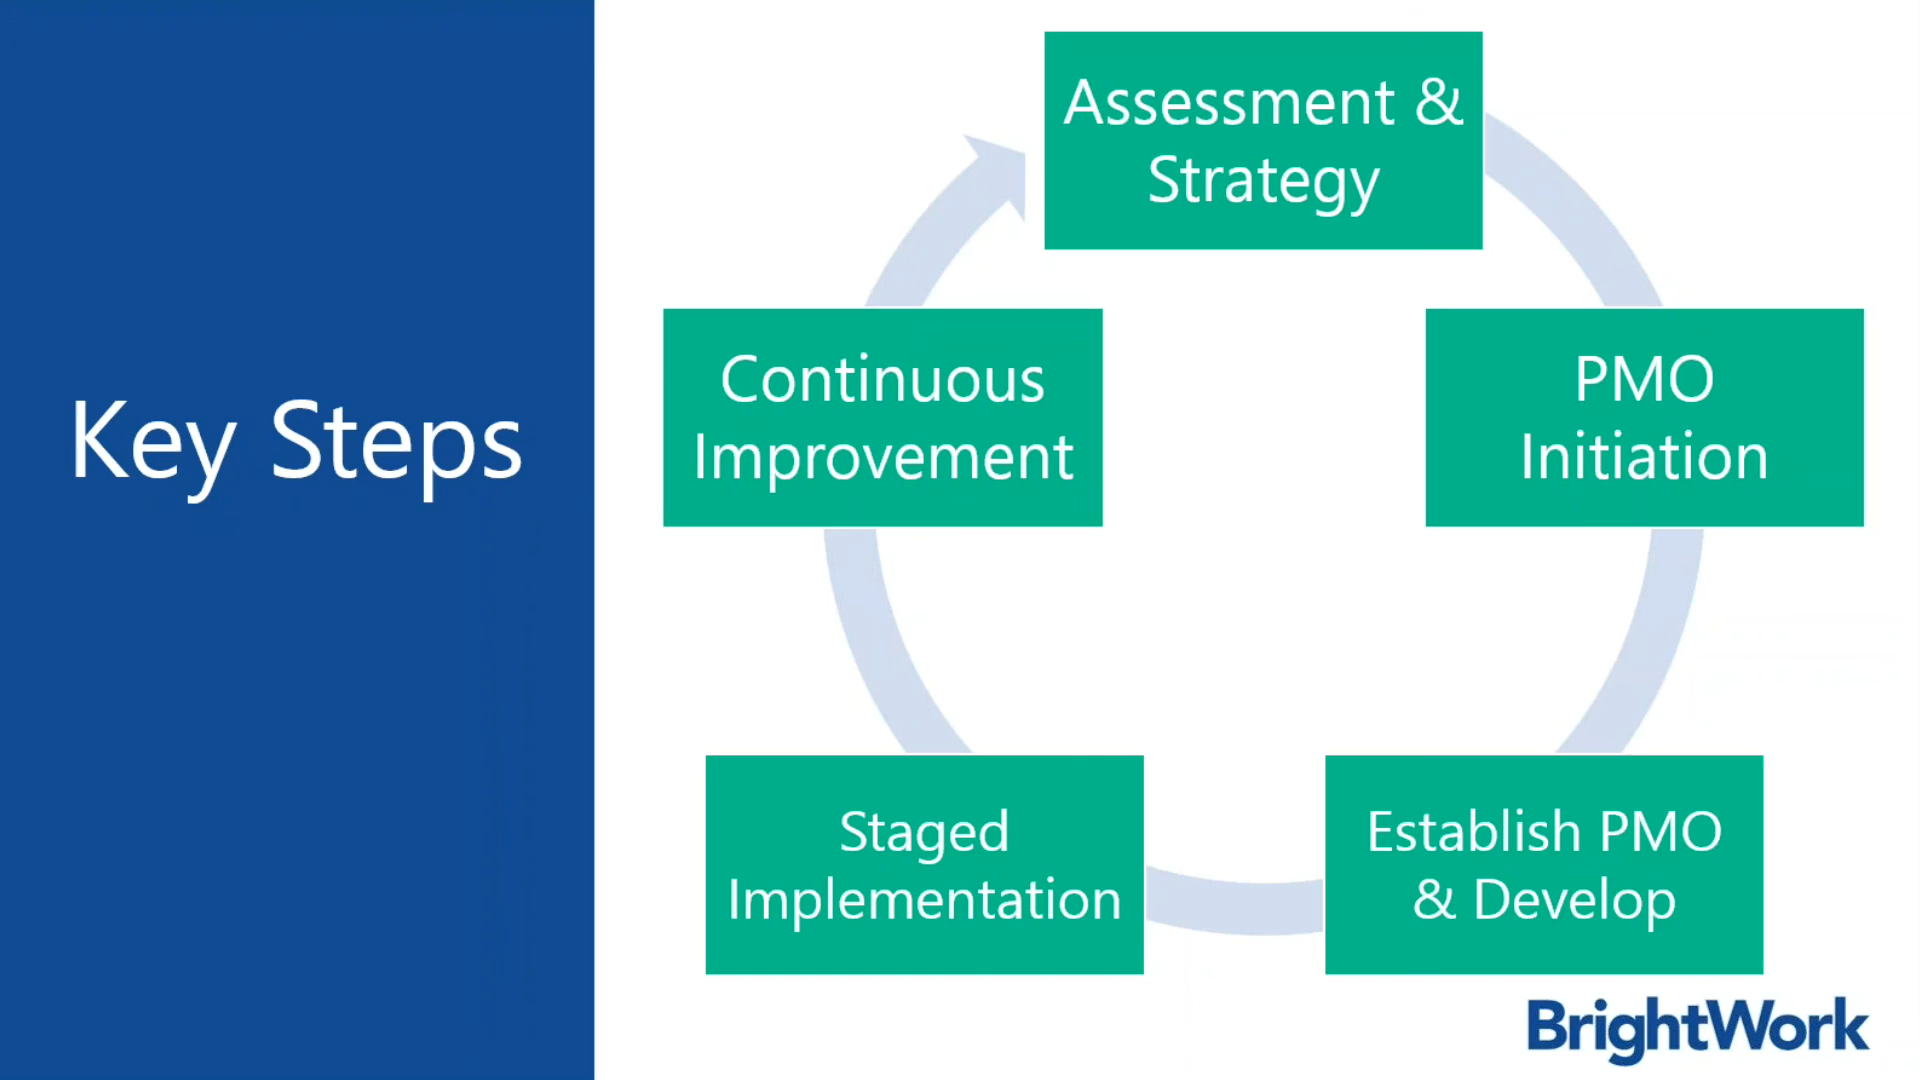 Key Steps
Assessment &
Strategy
PMO
Initiation
Establish PMO
& Develop
Staged
Implementation
Continuous
Improvement
BrightWork